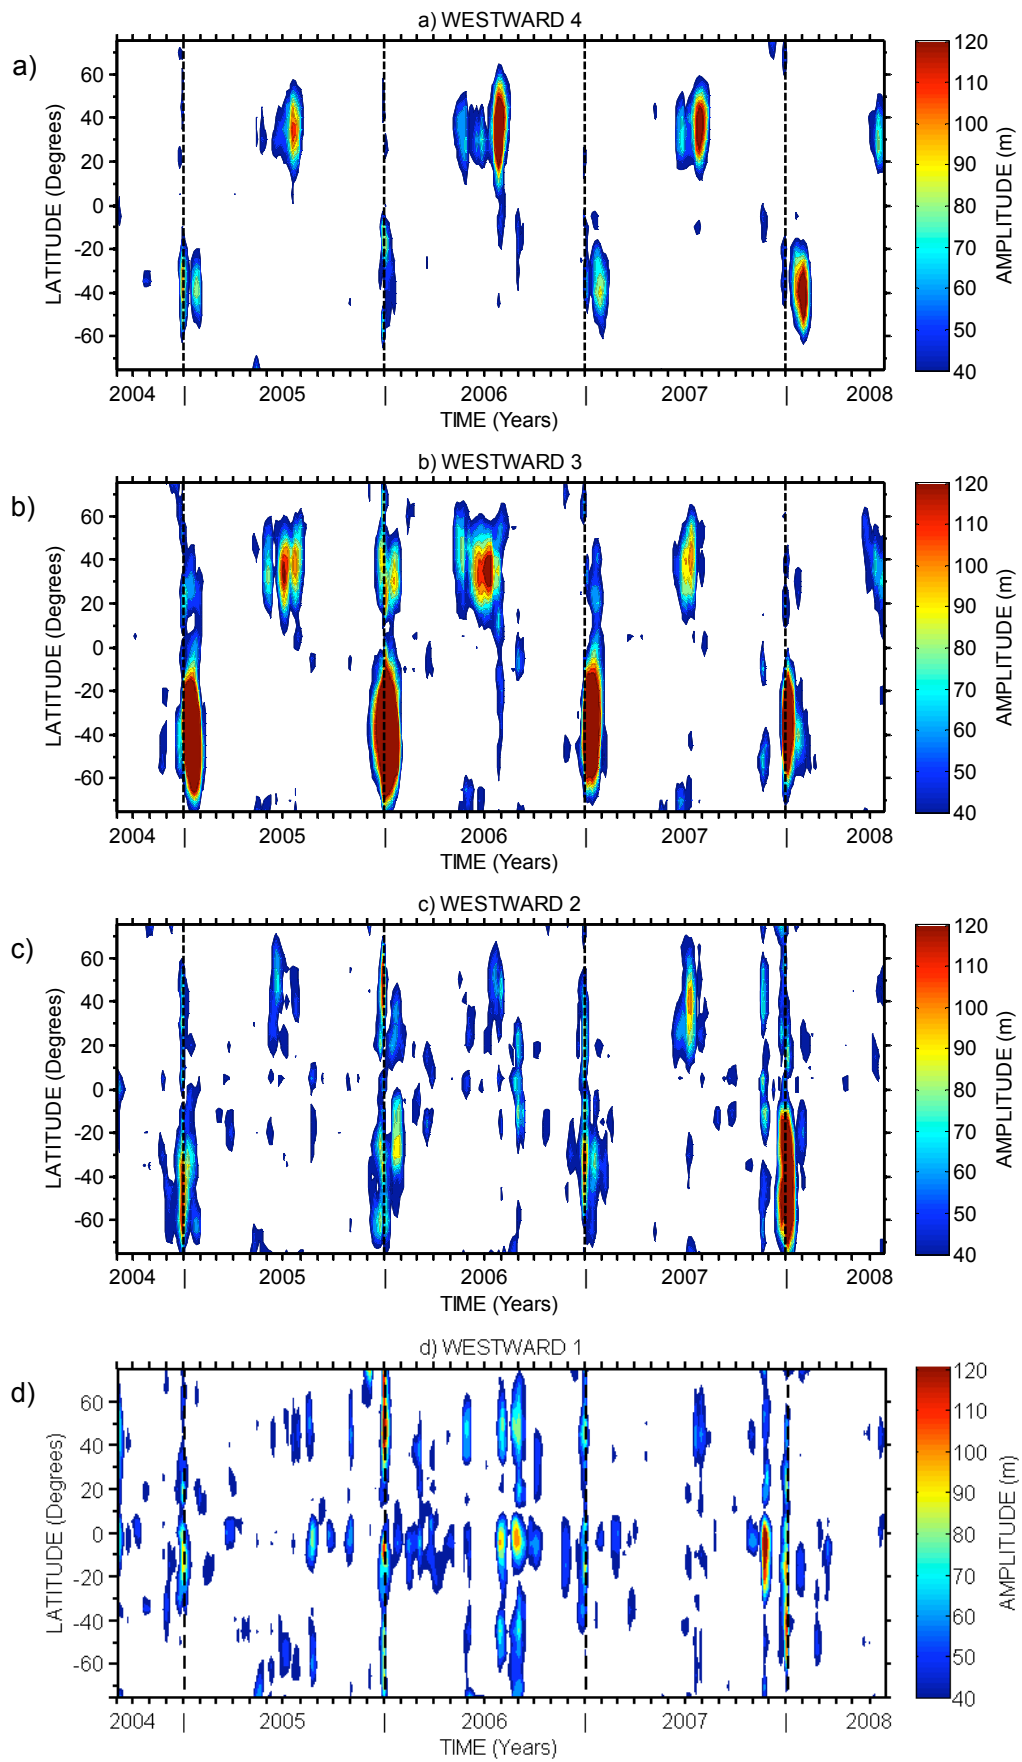 a) WESTWARD 4
a)
LATITUDE (Degrees)
60
40
20
0
-20
-40
-60
2004 | 2005 | 2006 | 2007 | 2008
TIME (Years)
120
110
100
90
80
70
60
50
40
AMPLITUDE (m)
b) WESTWARD 3
b)
LATITUDE (Degrees)
60
40
20
0
-20
-40
-60
2004 | 2005 | 2006 | 2007 | 2008
TIME (Years)
120
110
100
90
80
70
60
50
40
AMPLITUDE (m)
c) WESTWARD 2
c)
LATITUDE (Degrees)
60
40
20
0
-20
-40
-60
2004 | 2005 | 2006 | 2007 | 2008
TIME (Years)
120
110
100
90
80
70
60
50
40
AMPLITUDE (m)
d) WESTWARD 1
d)
LATITUDE (Degrees)
60
40
20
0
-20
-40
-60
2004 | 2005 | 2006 | 2007 | 2008
TIME (Years)
120
110
100
90
80
70
60
50
40
AMPLITUDE (m)